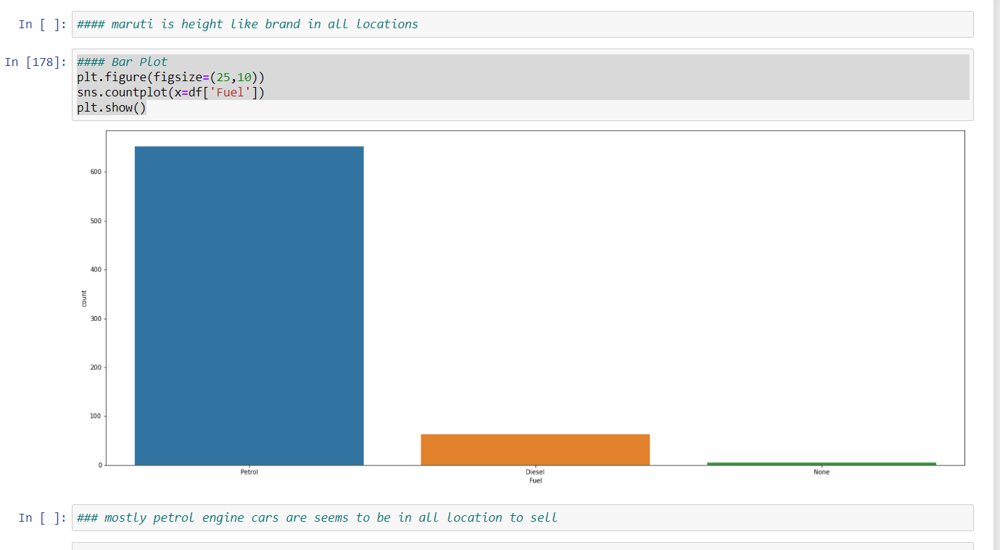 In [ ]: #### maruti is height like brand in all locations
In [178]: #### Bar Plot
plt.figure(figsize=(25,10))
sns.countplot(x=df['Fuel'])
plt.show()
600
500
400
300
200
100
0
count
Petrol
Diesel
None
Fuel
In [ ]: ### mostly petrol engine cars are seems to be in all location to sell